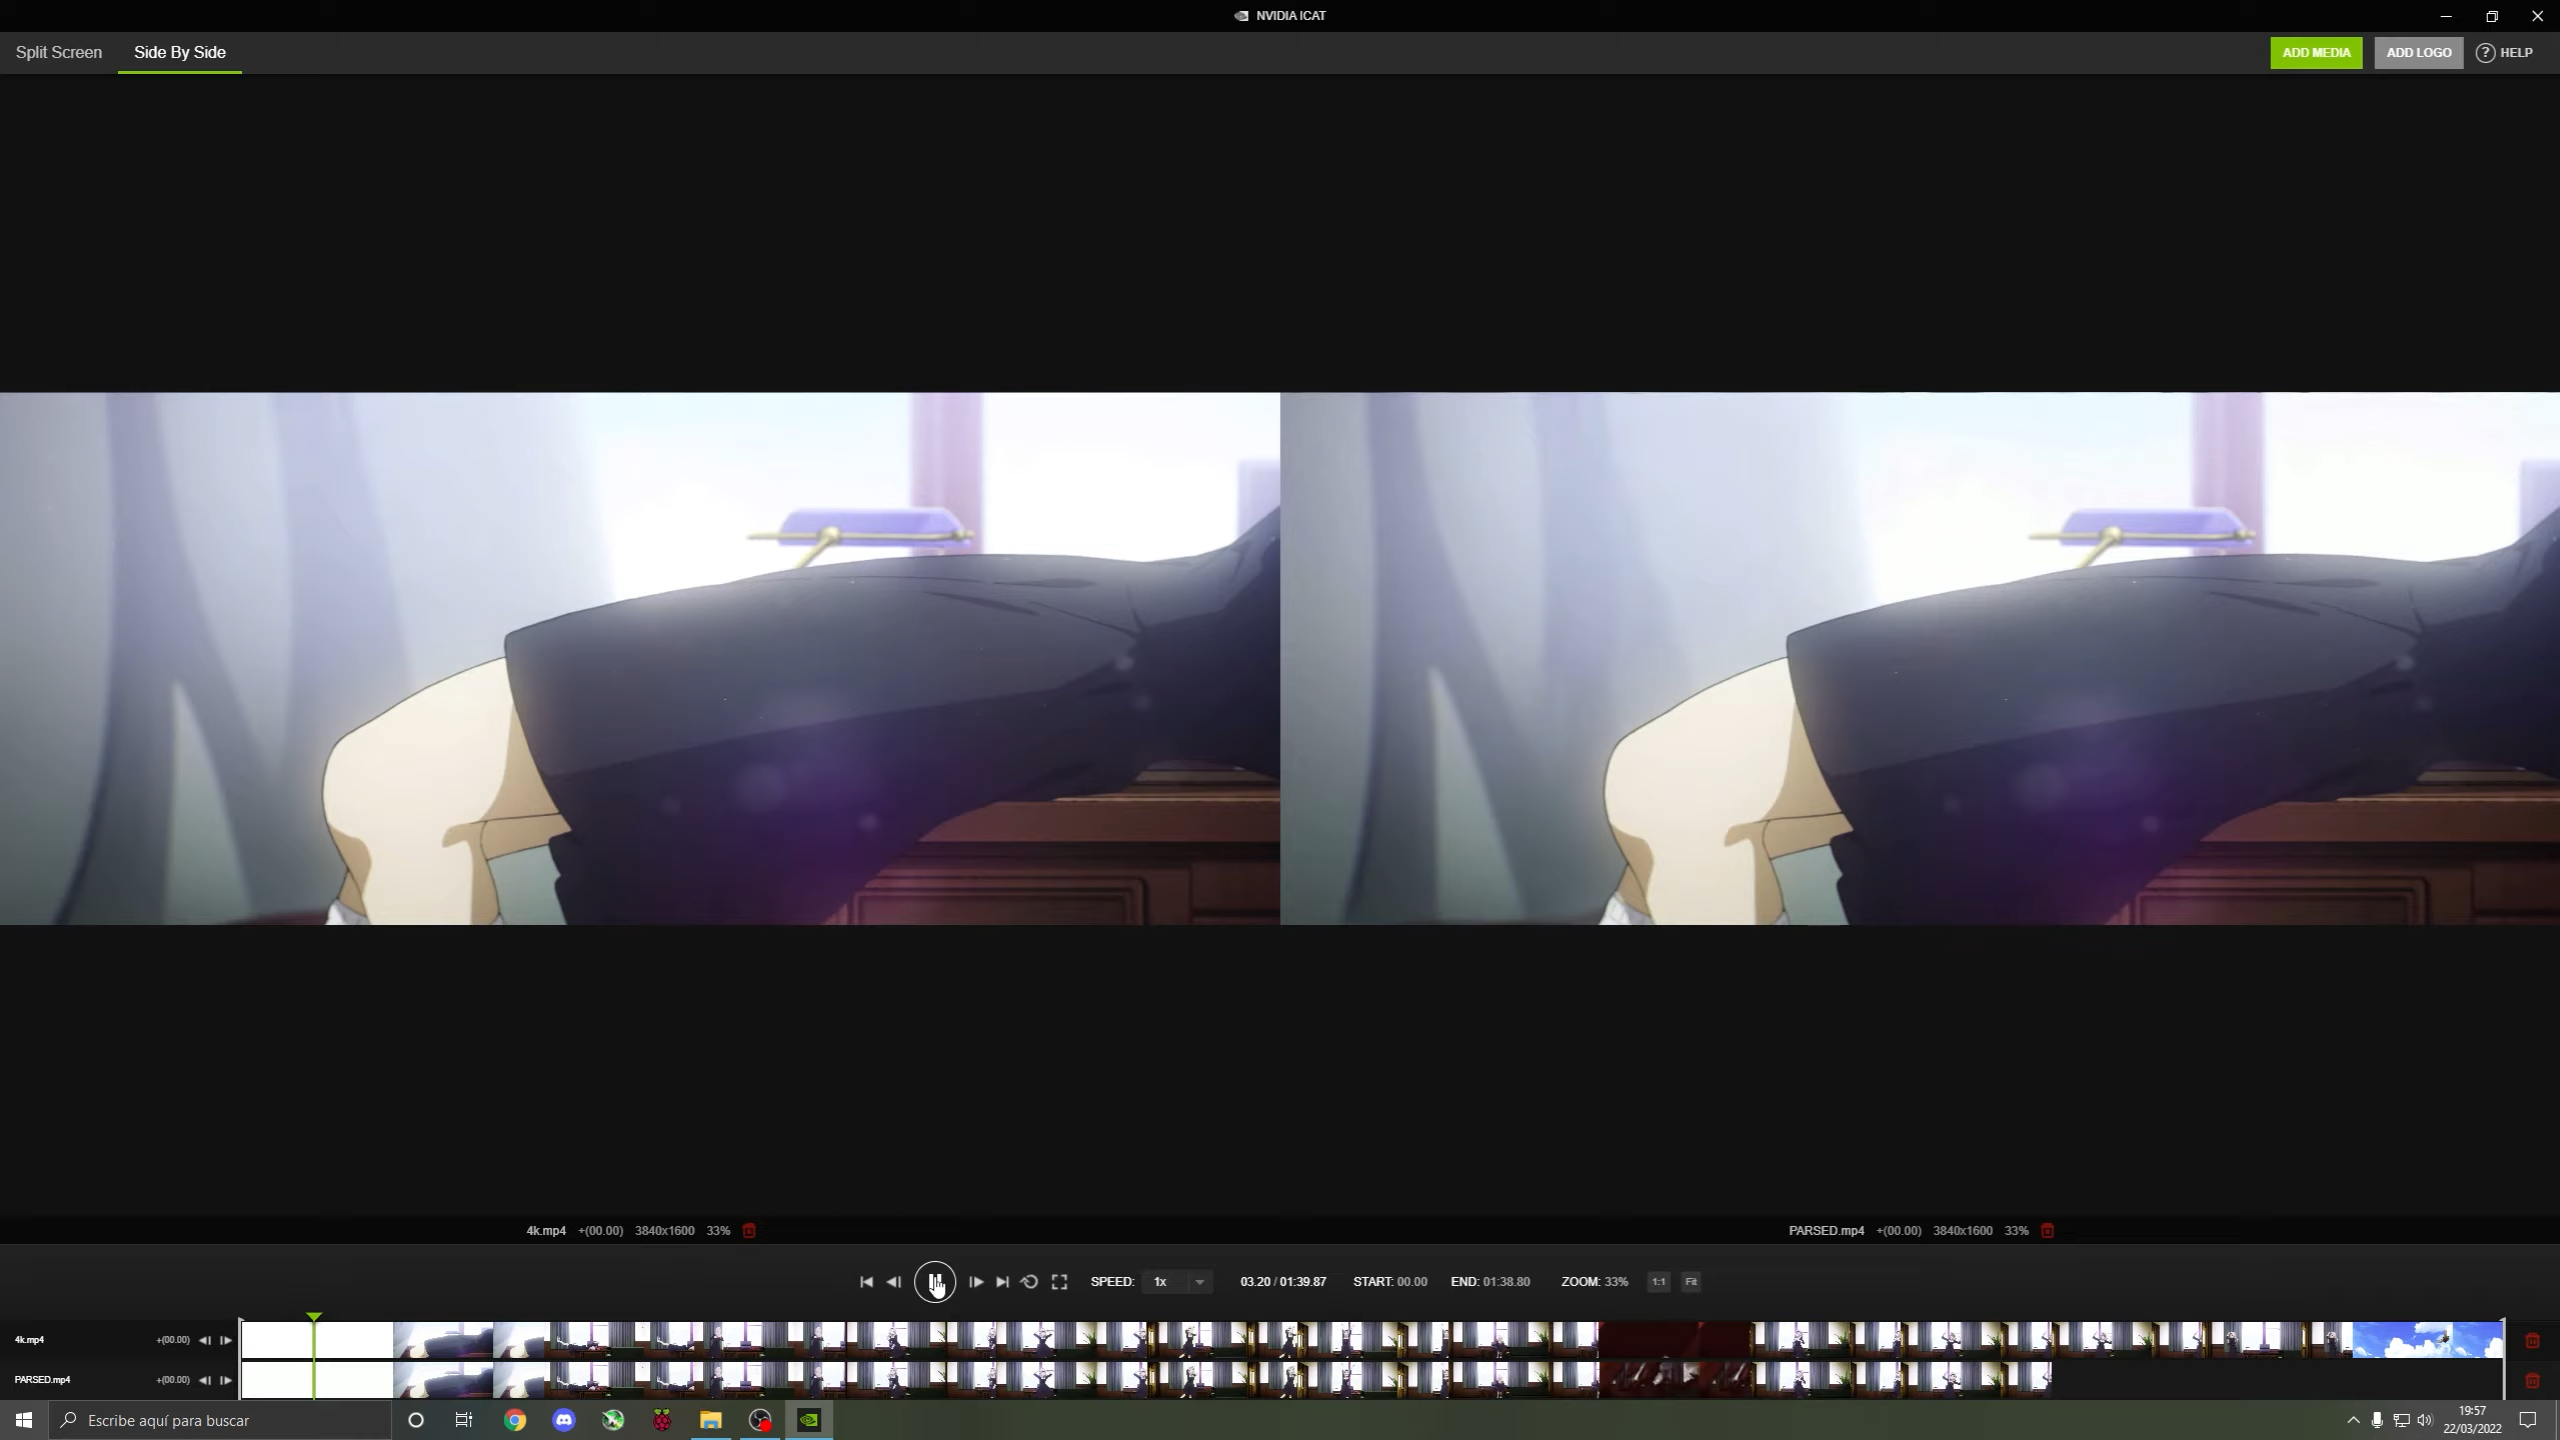 NVIDIA ICAT
Split Screen Side By Side ADD MEDIA ADD LOGO ? HELP
4k.mp4 +(00.00) 3840x1600 33% PARSED.mp4 +(00.00) 3840x1600 33%
SPEED: 1x 03.20 / 01:39.87 START: 00.00 END: 01:38.80 ZOOM: 33% 1:1 Fit
4k.mp4 +(00.00)
PARSED.mp4 +(00.00)
Escribe aquí para buscar
19:57
22/03/2022